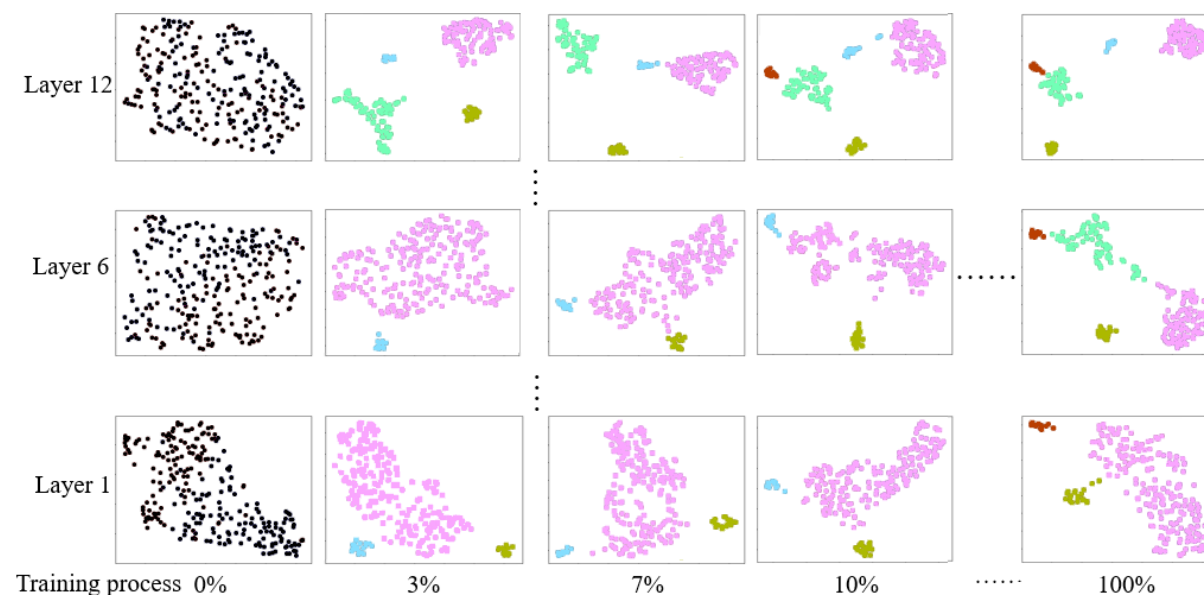 Layer 12
Layer 6
Layer 1
Training process 0% 3% 7% 10% ...... 100%